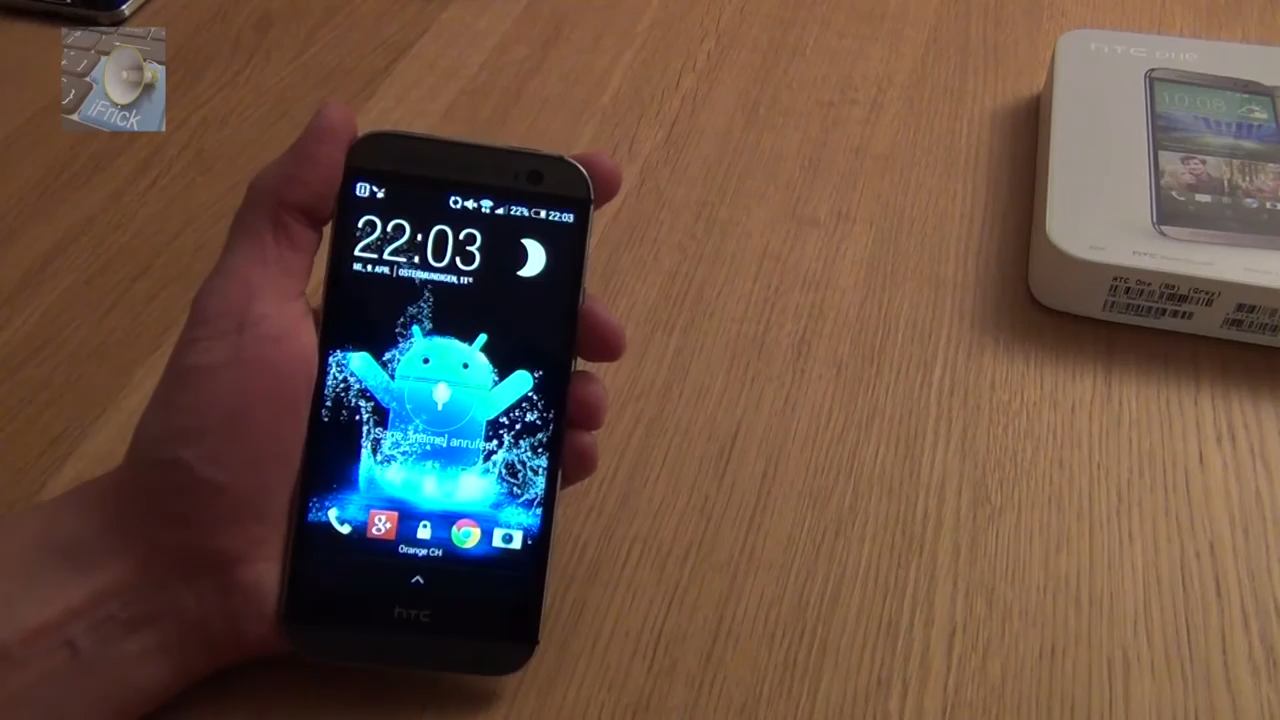 iFrick
22% 22:03
22:03
MI., 9. APRIL | OSTERMUNDIGEN, 11°
Sage „[name] anrufen“
g+
Orange CH
hTC
hTC one
10:08
HTC One (M8) (Grey)